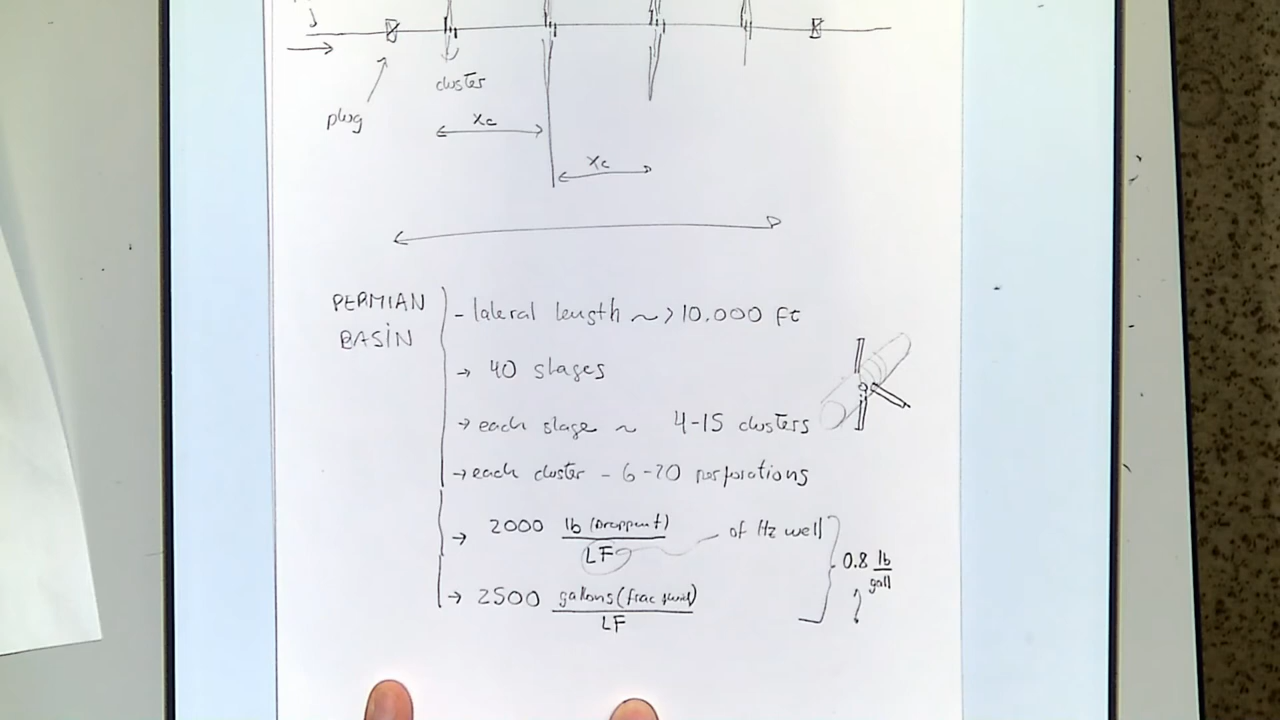 cluster
plug
xc
xc
PERMIAN BASIN
- lateral length ~ >10.000 ft
→ 40 stages
→ each stage ~ 4-15 clusters
→ each cluster - 6-20 perforations
→ 2000 lb (proppant) / LF of Hz well
→ 2500 gallons (frac fluid) / LF
0.8 lb / gall